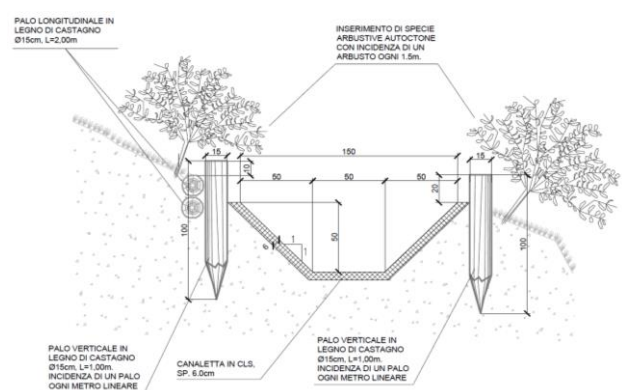 PALO LONGITUDINALE IN
LEGNO DI CASTAGNO
Ø15cm, L=2,00m
INSERIMENTO DI SPECIE
ARBUSTIVE AUTOCTONE
CON INCIDENZA DI UN
ARBUSTO OGNI 1.5m.
15
150
15
10
50
50
50
20
100
50
100
6
1
1
PALO VERTICALE IN
LEGNO DI CASTAGNO
Ø15cm, L=1,00m.
INCIDENZA DI UN PALO
OGNI METRO LINEARE
CANALETTA IN CLS,
SP. 6.0cm
PALO VERTICALE IN
LEGNO DI CASTAGNO
Ø15cm, L=1,00m.
INCIDENZA DI UN PALO
OGNI METRO LINEARE